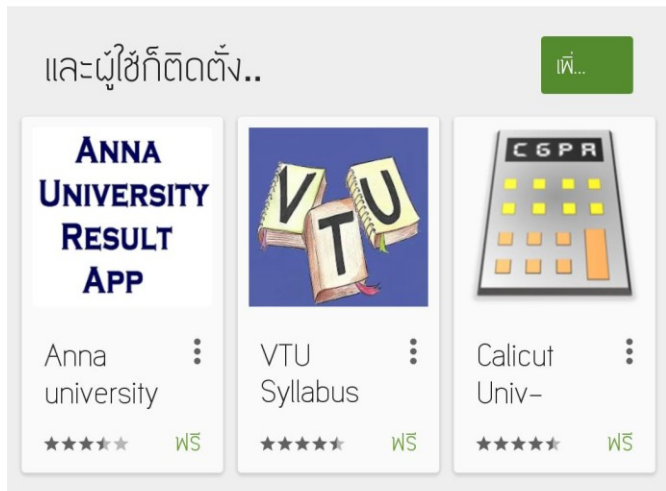 และผู้ใช้ก็ติดตั้ง..
เพิ่...
ANNA
UNIVERSITY
RESULT
APP
VTU
CGPA
Anna
university
VTU
Syllabus
Calicut
Univ-
ฟรี
ฟรี
ฟรี